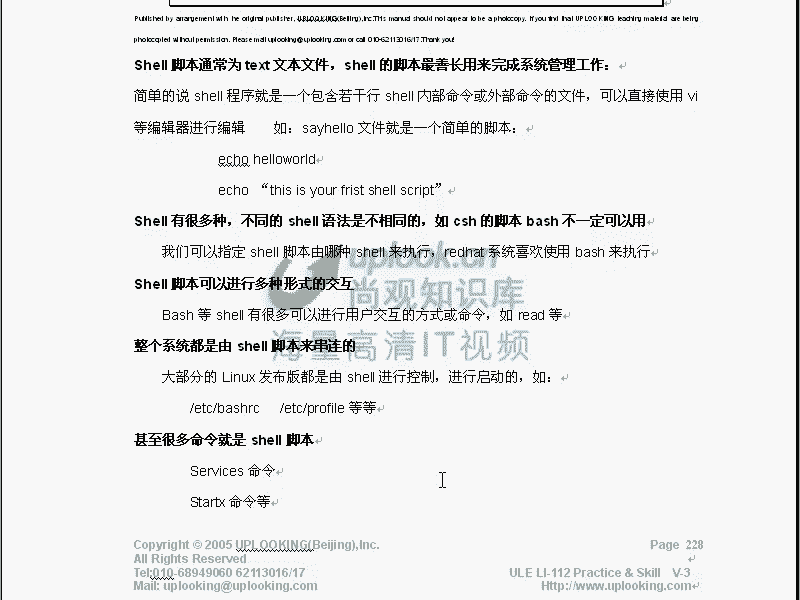 Published by arrangement with the original publisher, UPLOOKING(Beijing),Inc.THis manual should not appear to be a photocopy. If you find that UPLOOKING teaching material are being
photocopied without permission. Please mail uplooking@uplooking.com or call 010-62113016/17.Thank you!
Shell 脚本通常为 text 文本文件，shell 的脚本最善长用来完成系统管理工作：
简单的说 shell 程序就是一个包含若干行 shell 内部命令或外部命令的文件，可以直接使用 vi
等编辑器进行编辑 如：sayhello 文件就是一个简单的脚本：
echo helloworld
echo “this is your frist shell script”
Shell 有很多种，不同的 shell 语法是不相同的，如 csh 的脚本 bash 不一定可以用
我们可以指定 shell 脚本由哪种 shell 来执行，redhat 系统喜欢使用 bash 来执行
uplook.cn
Shell 脚本可以进行多种形式的交互
尚观知识库
Bash 等 shell 有很多可以进行用户交互的方式或命令，如 read 等
整个系统都是由 shell 脚本来串连的
海量高清IT视频
大部分的 Linux 发布版都是由 shell 进行控制，进行启动的，如：
/etc/bashrc /etc/profile 等等
甚至很多命令就是 shell 脚本
Services 命令
Startx 命令等
Copyright © 2005 UPLOOKING(Beijing),Inc. Page 228
All Rights Reserved
Tel:010-68949060 62113016/17 ULE LI-112 Practice & Skill V-3
Mail: uplooking@uplooking.com Http://www.uplooking.com